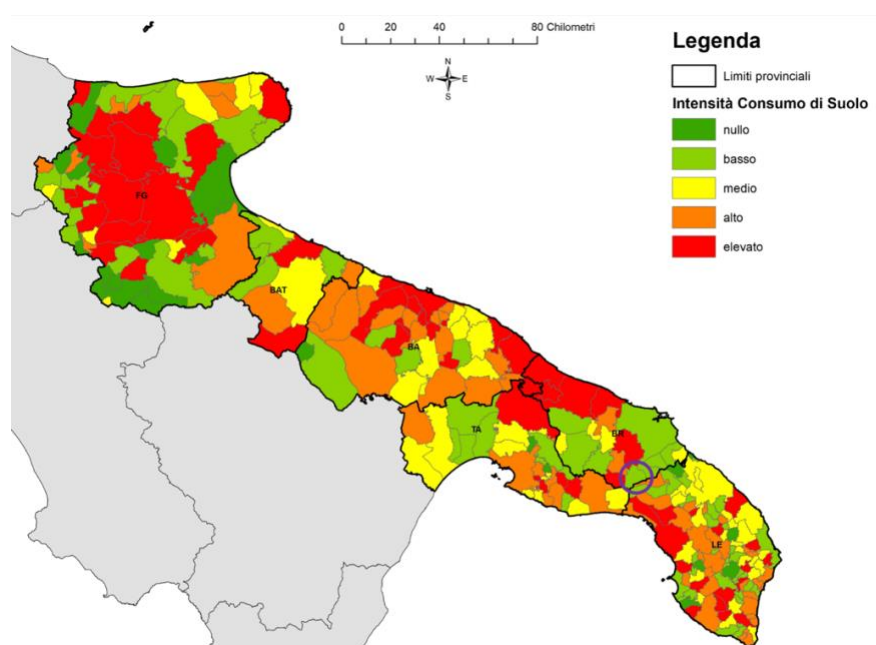 0 20 40 80 Chilometri
N
W E
S
Legenda
Limiti provinciali
Intensità Consumo di Suolo
nullo
basso
medio
alto
elevato
FG
BAT
BA
TA
BR
LE